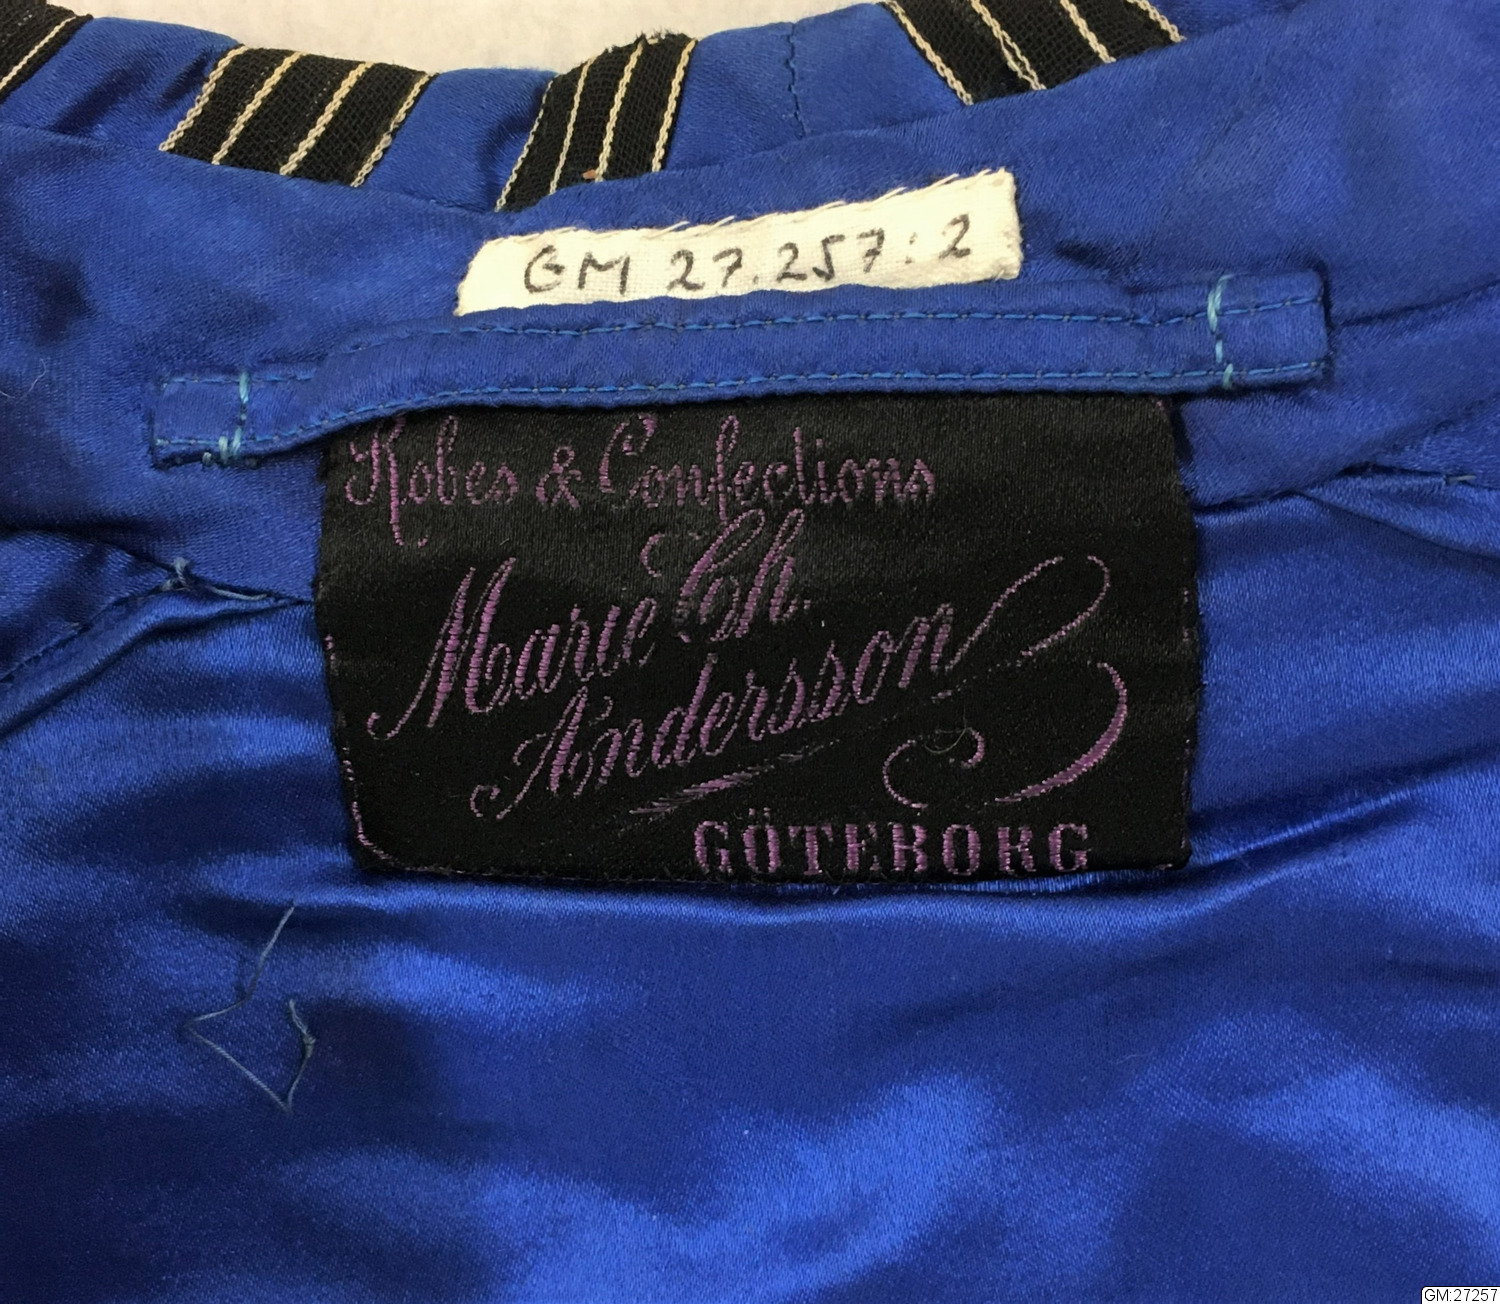 GM 27.257:2
Robes & Confections
Marie Ch.
Andersson
GÖTEBORG
GM:27257